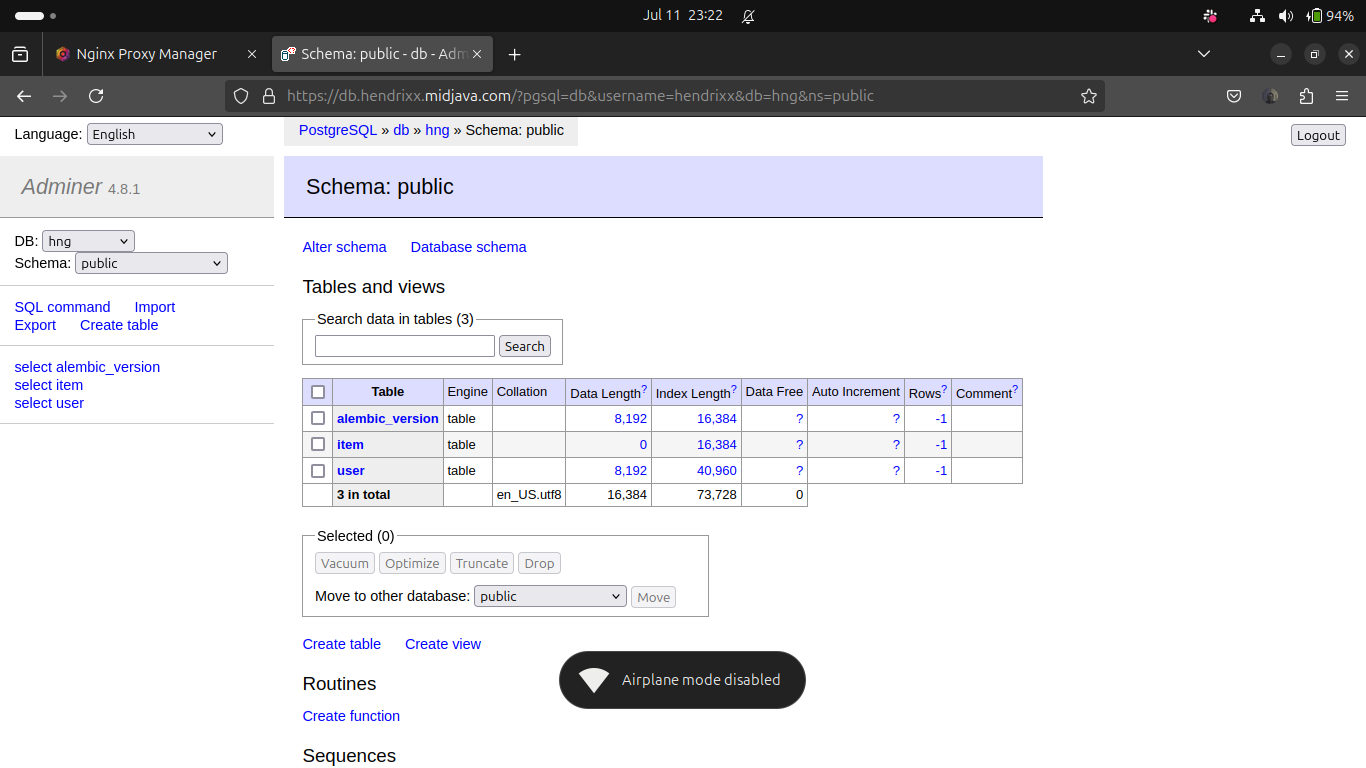 Jul 11 23:22
94%
Nginx Proxy Manager
Schema: public - db - Adm
https://db.hendrixx.midjava.com/?pgsql=db&username=hendrixx&db=hng&ns=public
Language: English
PostgreSQL » db » hng » Schema: public
Logout
Adminer 4.8.1
Schema: public
DB: hng
Schema: public
SQL command Import
Export Create table
select alembic_version
select item
select user
Alter schema Database schema
Tables and views
Search data in tables (3)
Search
Table Engine Collation Data Length? Index Length? Data Free Auto Increment Rows? Comment?
alembic_version table 8,192 16,384 ? ? -1
item table 0 16,384 ? ? -1
user table 8,192 40,960 ? ? -1
3 in total en_US.utf8 16,384 73,728 0
Selected (0)
Vacuum Optimize Truncate Drop
Move to other database: public Move
Create table Create view
Airplane mode disabled
Routines
Create function
Sequences